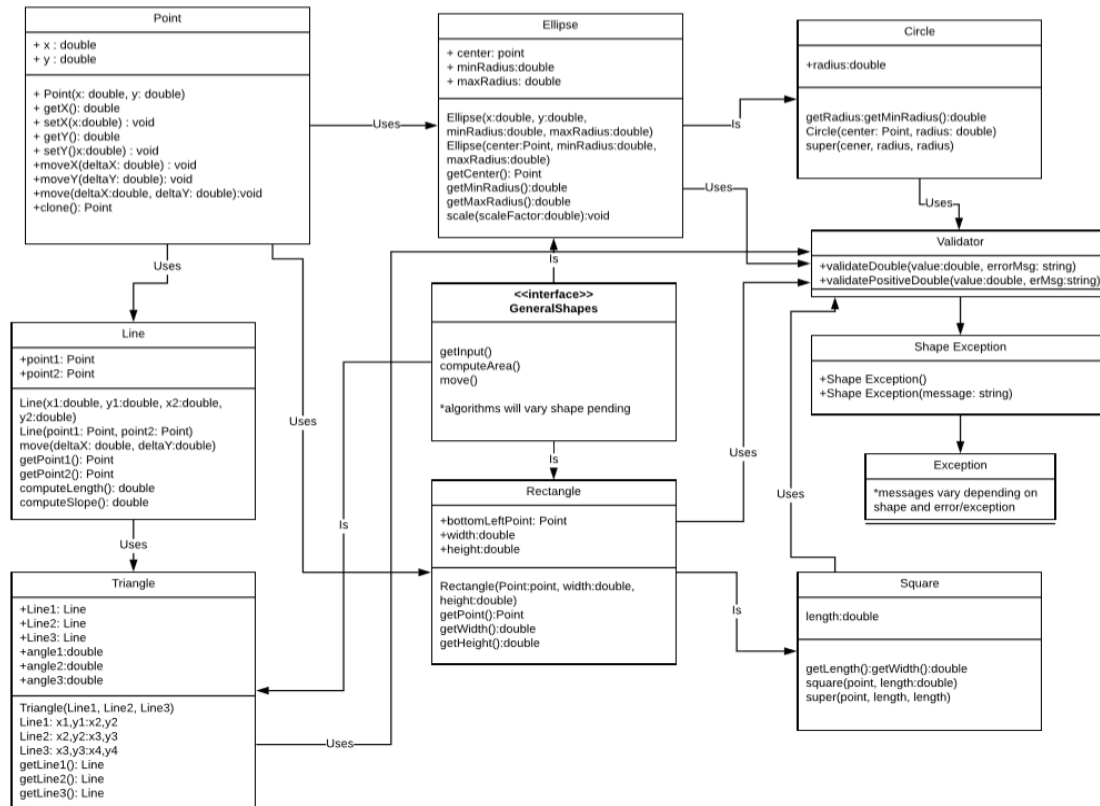 Point
+ x : double
+ y : double
+ Point(x: double, y: double)
+ getX(): double
+ setX(x:double) : void
+ getY(): double
+ setY()x:double) : void
+moveX(deltaX: double) : void
+moveY(deltaY: double): void
+move(deltaX:double, deltaY: double):void
+clone(): Point
Uses
Ellipse
+ center: point
+ minRadius:double
+ maxRadius: double
Ellipse(x:double, y:double,
minRadius:double, maxRadius:double)
Ellipse(center:Point, minRadius:double,
maxRadius:double)
getCenter(): Point
getMinRadius():double
getMaxRadius():double
scale(scaleFactor:double):void
Is
Uses
Circle
+radius:double
getRadius:getMinRadius():double
Circle(center: Point, radius: double)
super(cener, radius, radius)
Uses
Validator
+validateDouble(value:double, errorMsg: string)
+validatePositiveDouble(value:double, erMsg:string)
Uses
Is
<<interface>>
GeneralShapes
getInput()
computeArea()
move()
*algorithms will vary shape pending
Is
Line
+point1: Point
+point2: Point
Line(x1:double, y1:double, x2:double,
y2:double)
Line(point1: Point, point2: Point)
move(deltaX: double, deltaY:double)
getPoint1(): Point
getPoint2(): Point
computeLength(): double
computeSlope(): double
Uses
Uses
Is
Shape Exception
+Shape Exception()
+Shape Exception(message: string)
Exception
*messages vary depending on
shape and error/exception
Uses
Uses
Rectangle
+bottomLeftPoint: Point
+width:double
+height:double
Rectangle(Point:point, width:double,
height:double)
getPoint():Point
getWidth():double
getHeight():double
Is
Triangle
+Line1: Line
+Line2: Line
+Line3: Line
+angle1:double
+angle2:double
+angle3:double
Triangle(Line1, Line2, Line3)
Line1: x1,y1:x2,y2
Line2: x2,y2:x3,y3
Line3: x3,y3:x4,y4
getLine1(): Line
getLine2(): Line
getLine3(): Line
Uses
Square
length:double
getLength():getWidth():double
square(point, length:double)
super(point, length, length)